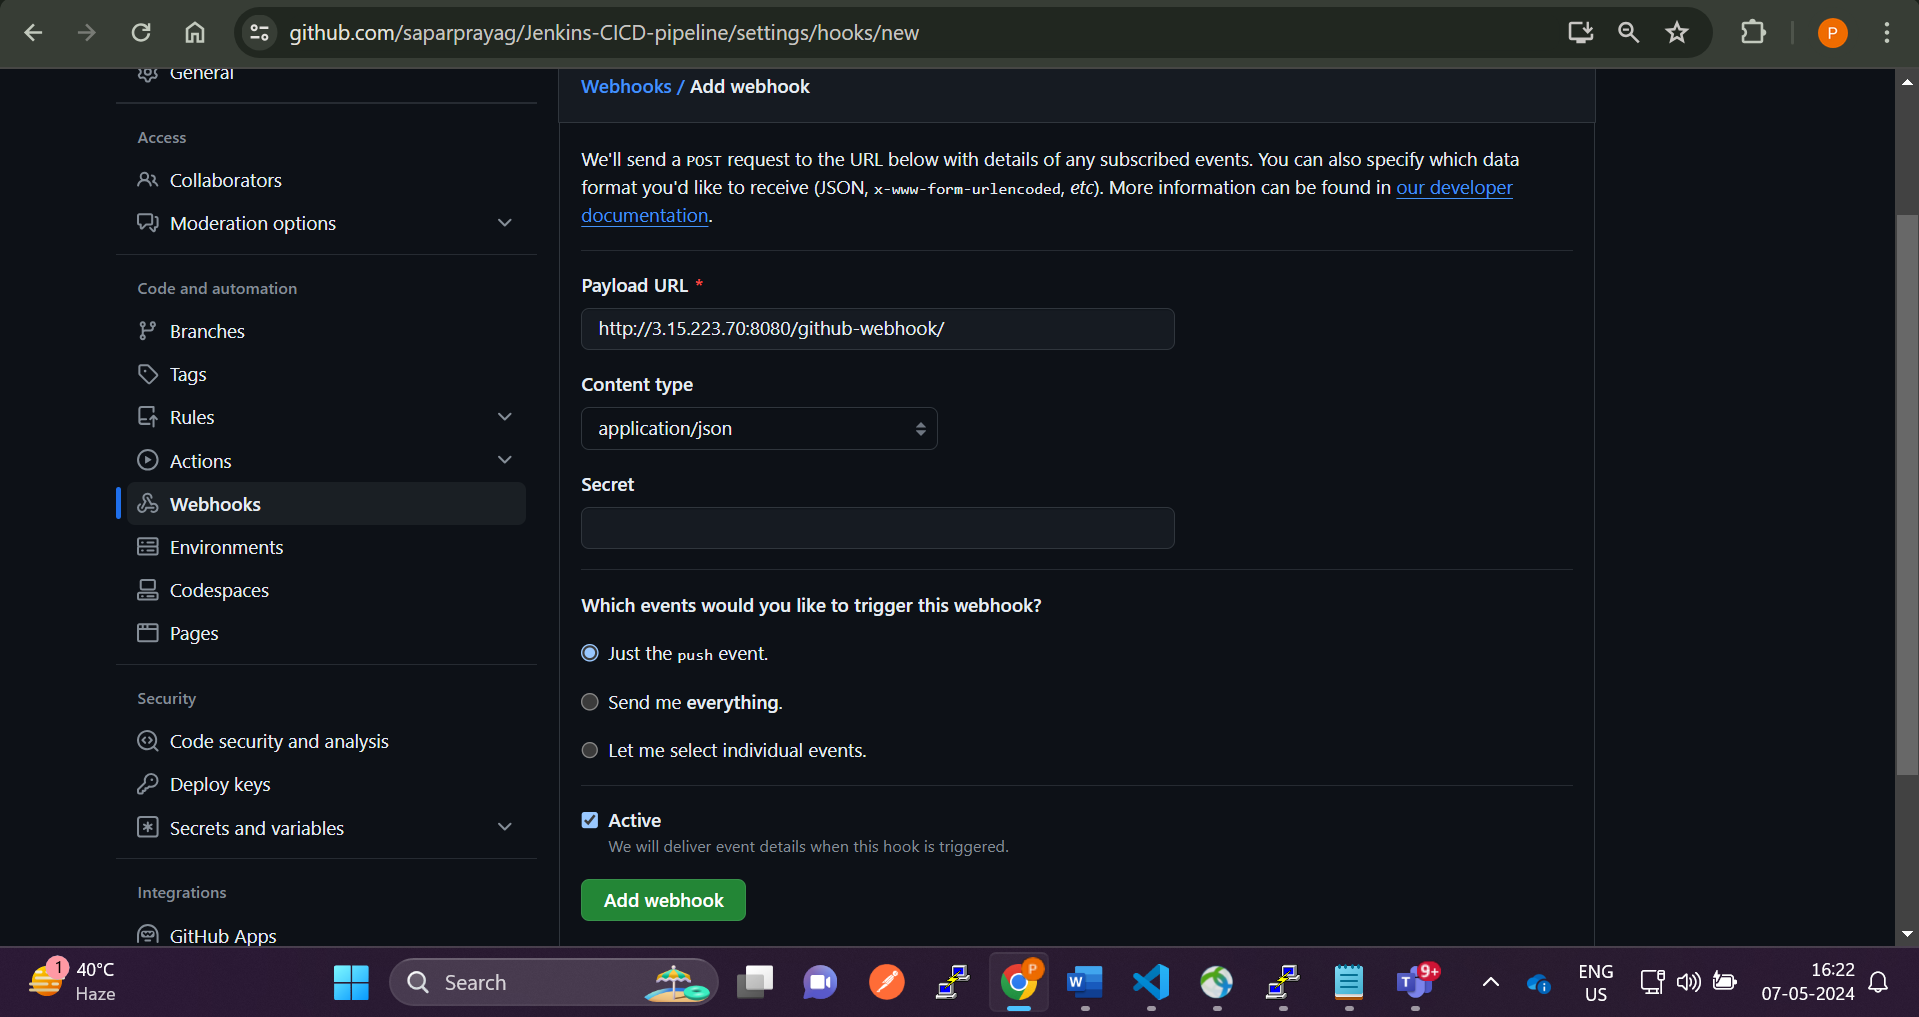 github.com/saparprayag/Jenkins-CICD-pipeline/settings/hooks/new
P
General
Access
Collaborators
Moderation options
Code and automation
Branches
Tags
Rules
Actions
Webhooks
Environments
Codespaces
Pages
Security
Code security and analysis
Deploy keys
Secrets and variables
Integrations
GitHub Apps
Webhooks / Add webhook
We'll send a POST request to the URL below with details of any subscribed events. You can also specify which data
format you'd like to receive (JSON, x-www-form-urlencoded, etc). More information can be found in our developer
documentation.
Payload URL *
http://3.15.223.70:8080/github-webhook/
Content type
application/json
Secret
Which events would you like to trigger this webhook?
Just the push event.
Send me everything.
Let me select individual events.
Active
We will deliver event details when this hook is triggered.
Add webhook
1
40°C
Haze
Search
P
W
T
9+
ENG
US
16:22
07-05-2024